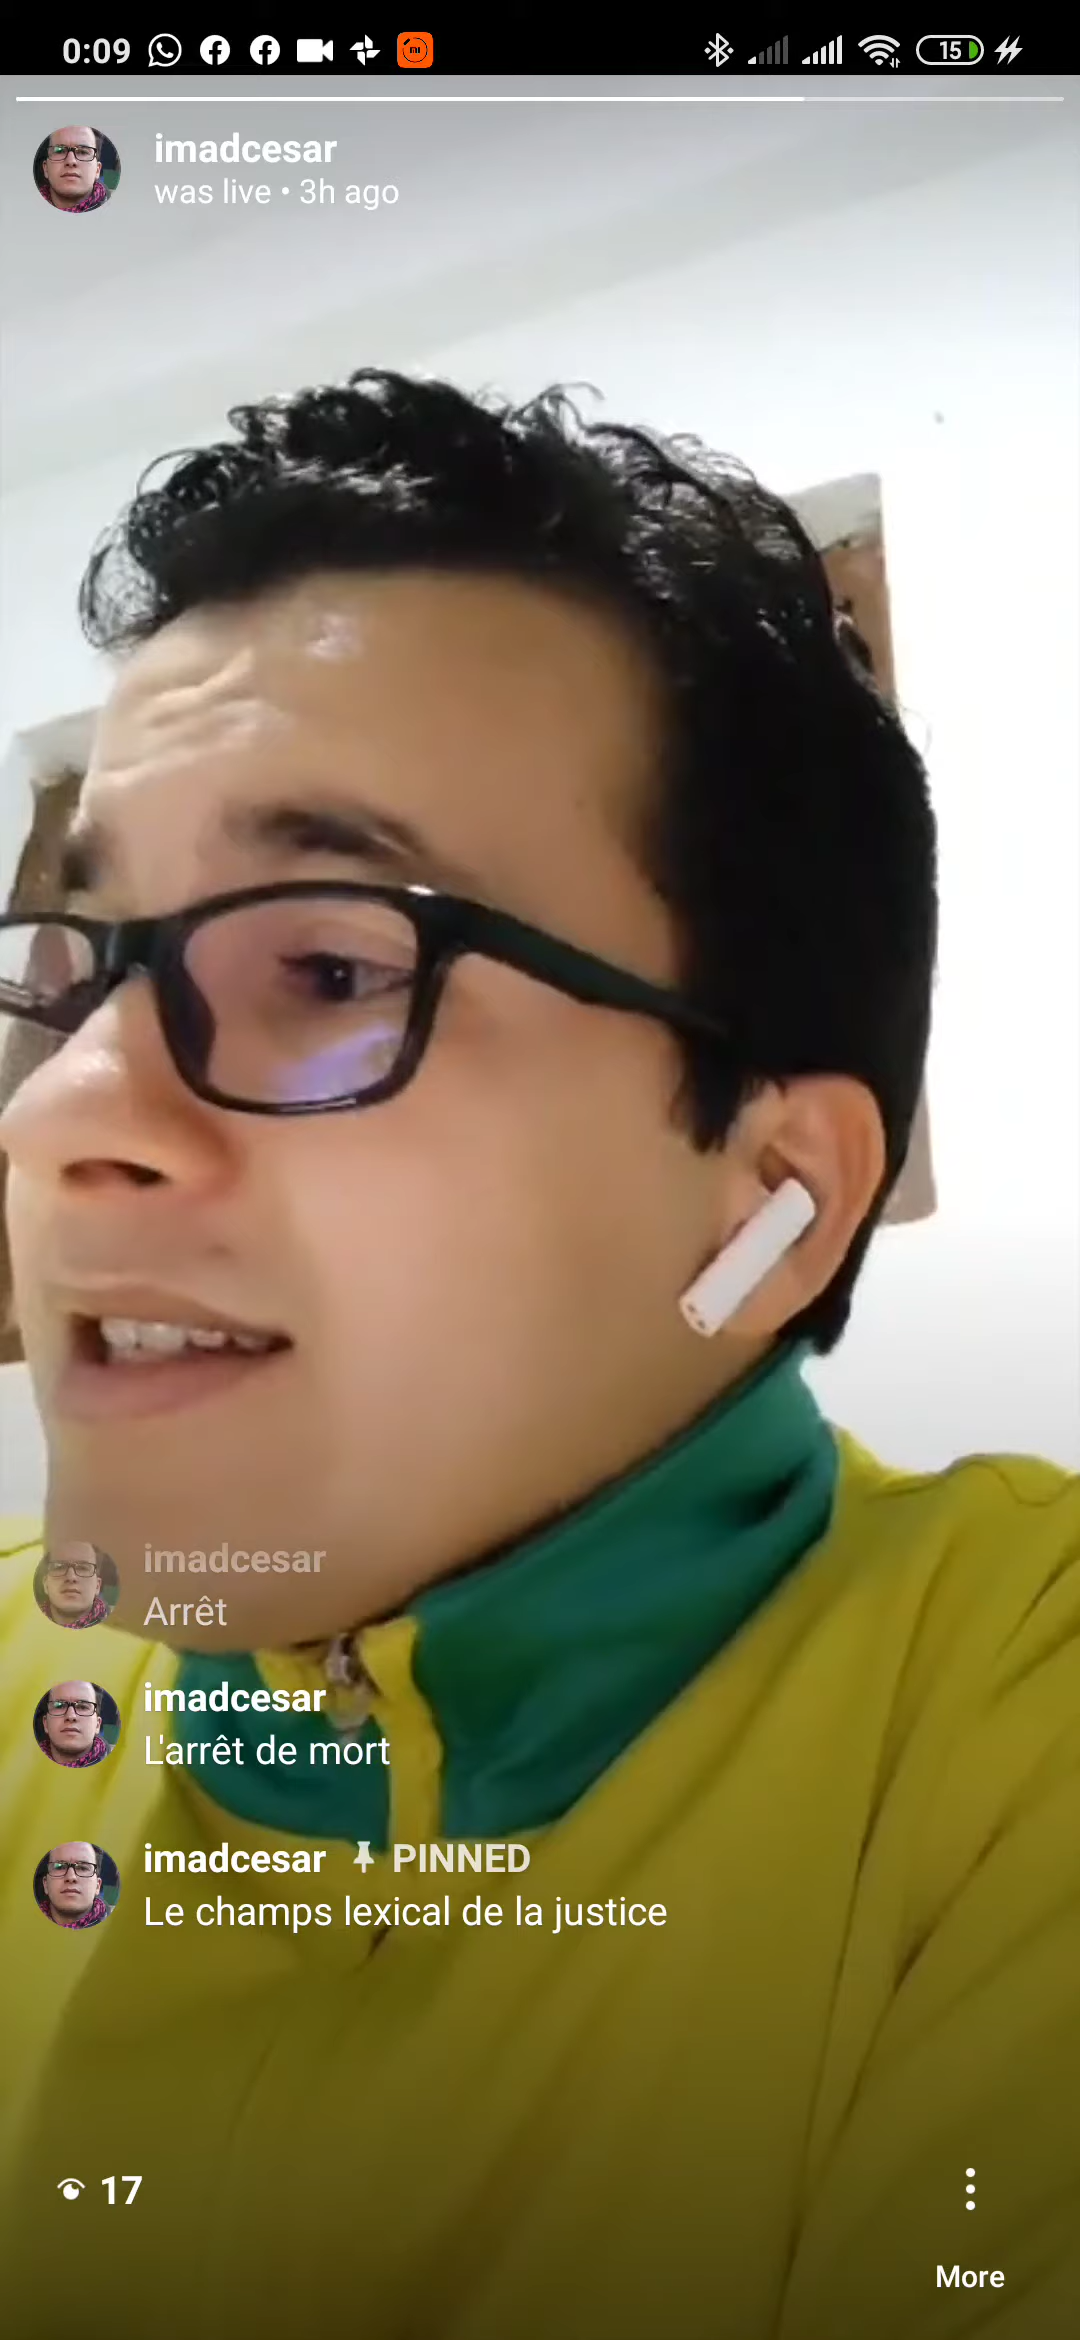 0:09
15
imadcesar
was live • 3h ago
imadcesar
Arrêt
imadcesar
L'arrêt de mort
imadcesar PINNED
Le champs lexical de la justice
17
More